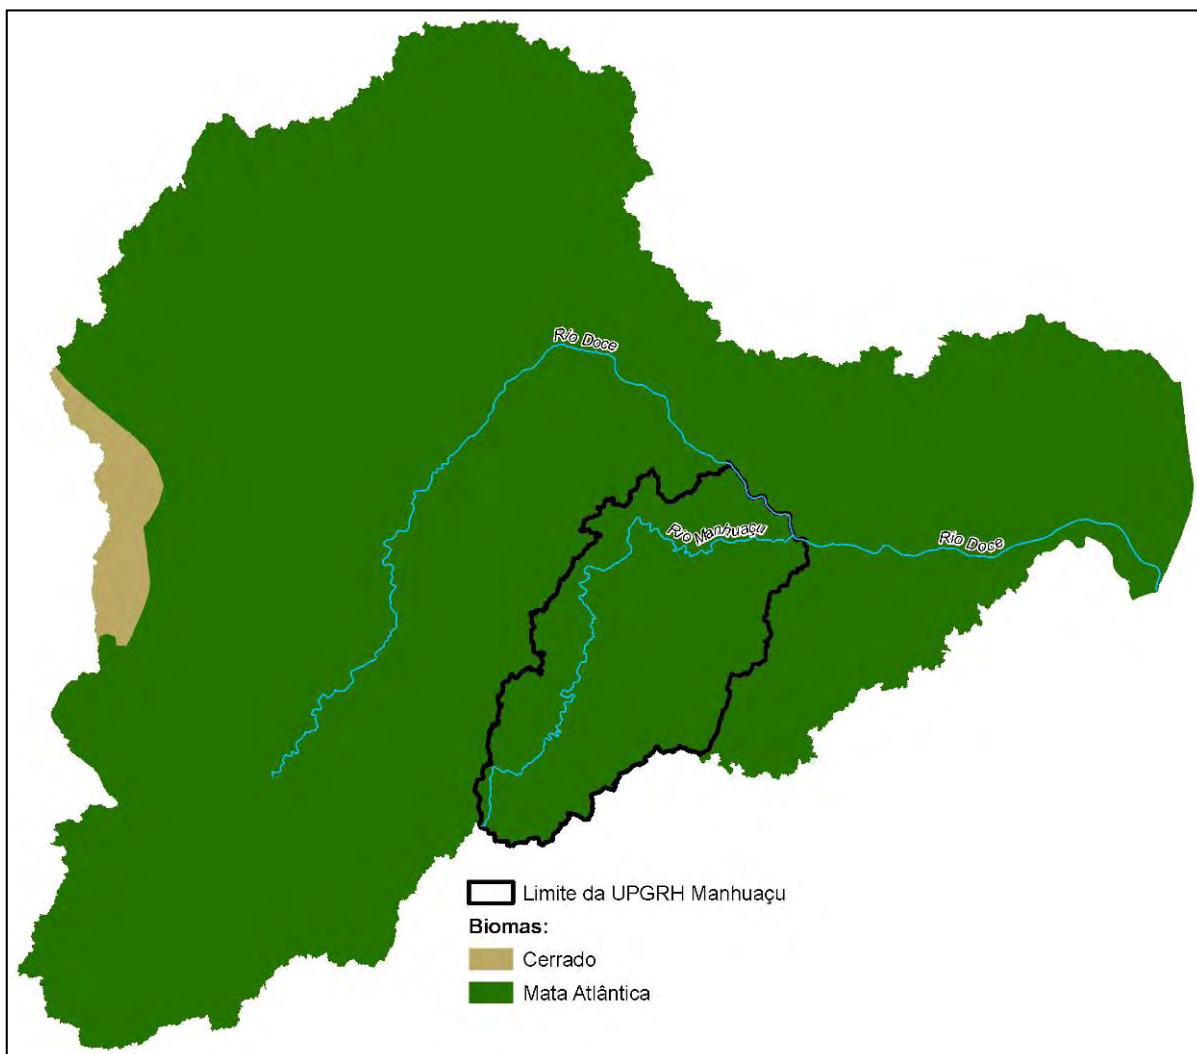 Rio Doce
Rio Manhuaçu
Rio Doce
Limite da UPGRH Manhuaçu
Biomas:
Cerrado
Mata Atlântica